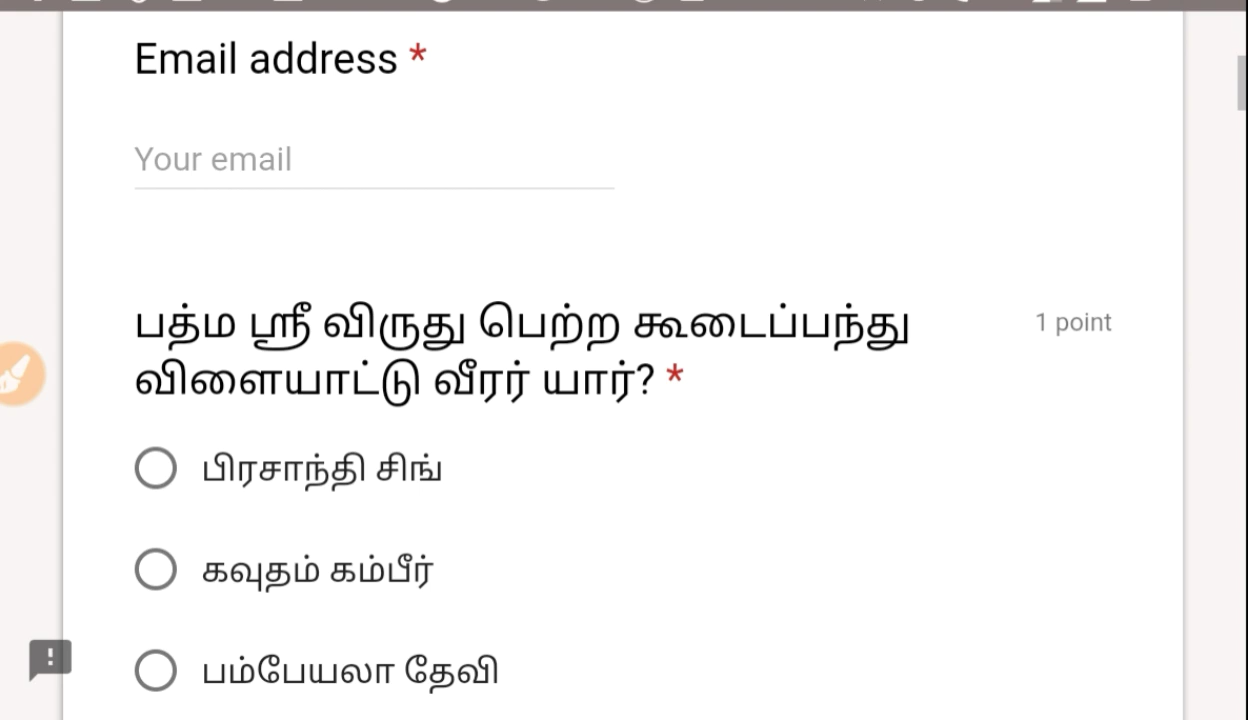 Email address *
Your email
பத்ம ஸ்ரீ விருது பெற்ற கூடைப்பந்து
1 point
விளையாட்டு வீரர் யார்? *
பிரசாந்தி சிங்
கவுதம் கம்பீர்
பம்பேயலா தேவி